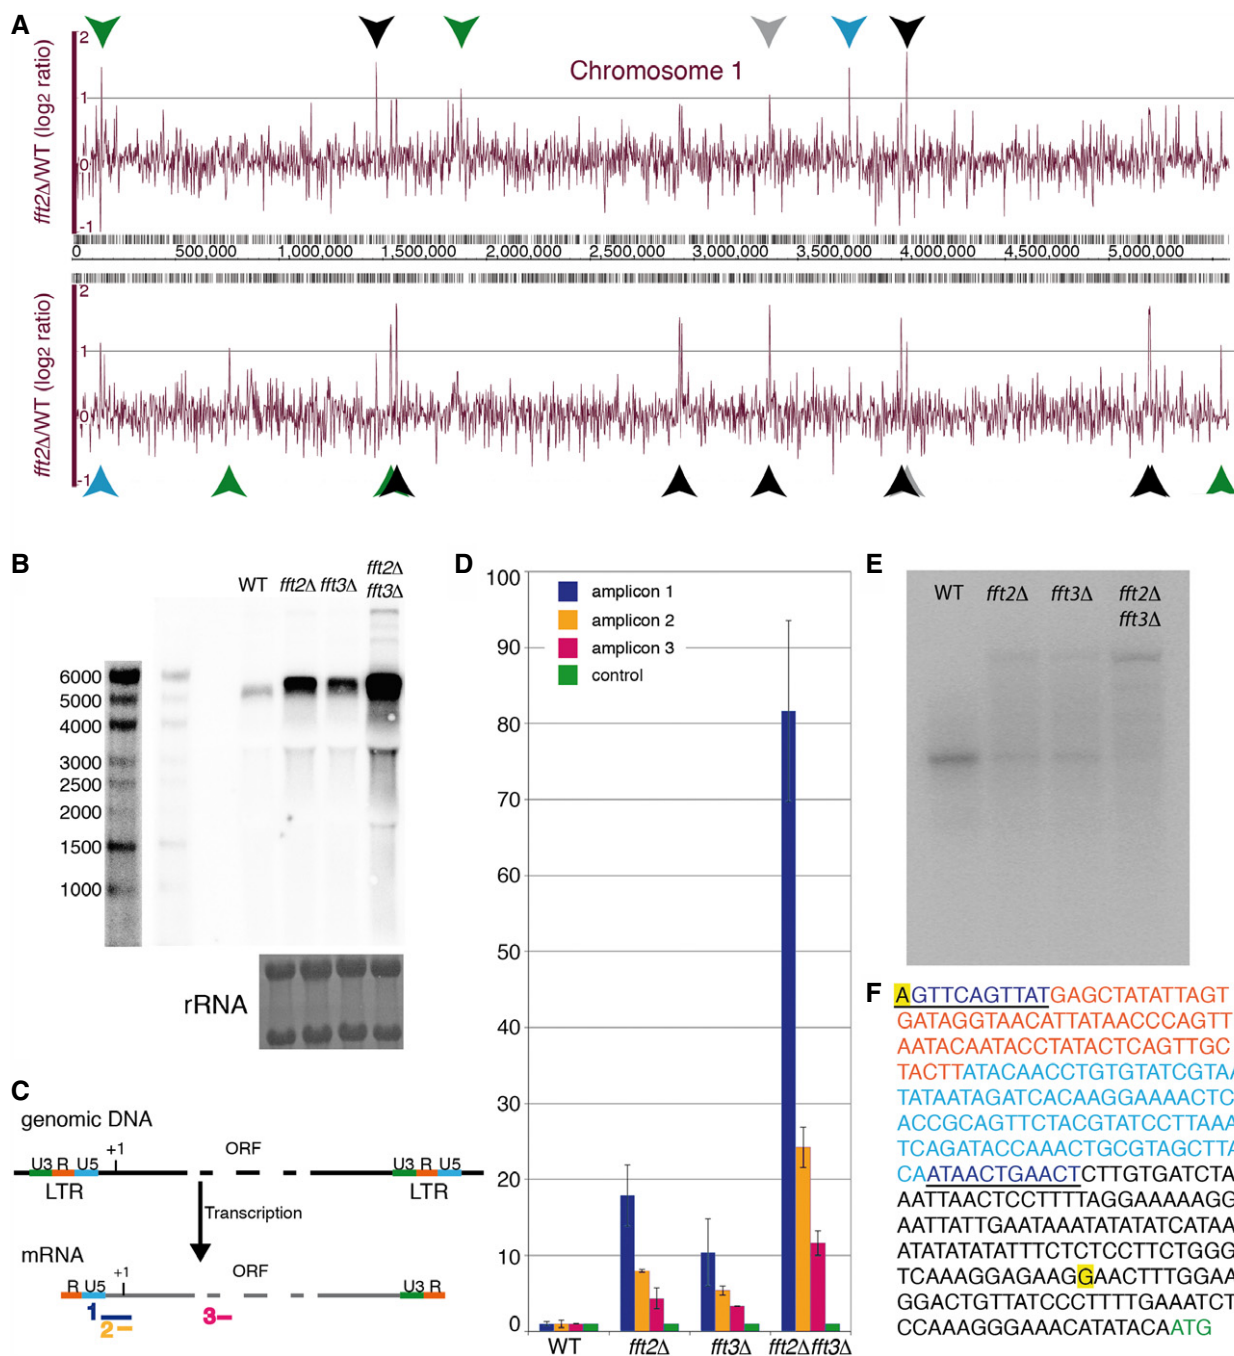 A
2
Chromosome 1
1
0
-1
fft2Δ/WT (log2 ratio)
0 500,000 1,000,000 1,500,000 2,000,000 2,500,000 3,000,000 3,500,000 4,000,000 4,500,000 5,000,000
2
1
0
-1
fft2Δ/WT (log2 ratio)
B
WT fft2Δ fft3Δ fft2Δ fft3Δ
6000
5000
4000
3000
2500
2000
1500
1000
rRNA
C
genomic DNA
+1 ORF
U3 R U5 U3 R U5
LTR LTR
Transcription
mRNA
+1 ORF
R U5 U3 R
1
2
3
D
100
90
80
70
60
50
40
30
20
10
0
amplicon 1
amplicon 2
amplicon 3
control
WT fft2Δ fft3Δ fft2Δ fft3Δ
E
WT fft2Δ fft3Δ fft2Δ
fft3Δ
F
AGTTCAGTTATGAGCTATATTAGT
GATAGGTAACATTATAACCCAGTT
AATACAATACCTATACTCAGTTGC
TACTTATACAACCTGTGTATCGTAA
TATAATAGATCACAAGGAAAACTC
ACCGCAGTTCTACGTATCCTTAAA
TCAGATACCAAACTGCGTAGCTTA
CAATAACTGAACTCTTGTGATCTA
AATTAACTCCTTTTAGGAAAAAGG
AATTATTGAATAAATATATATCATAA
ATATATATATTTCTCTCCTTCTGGG
TCAAAGGAGAAGGAACTTTGGAA
GGACTGTTATCCCTTTTGAAATCT
CCAAAGGGAAACATATACAATG